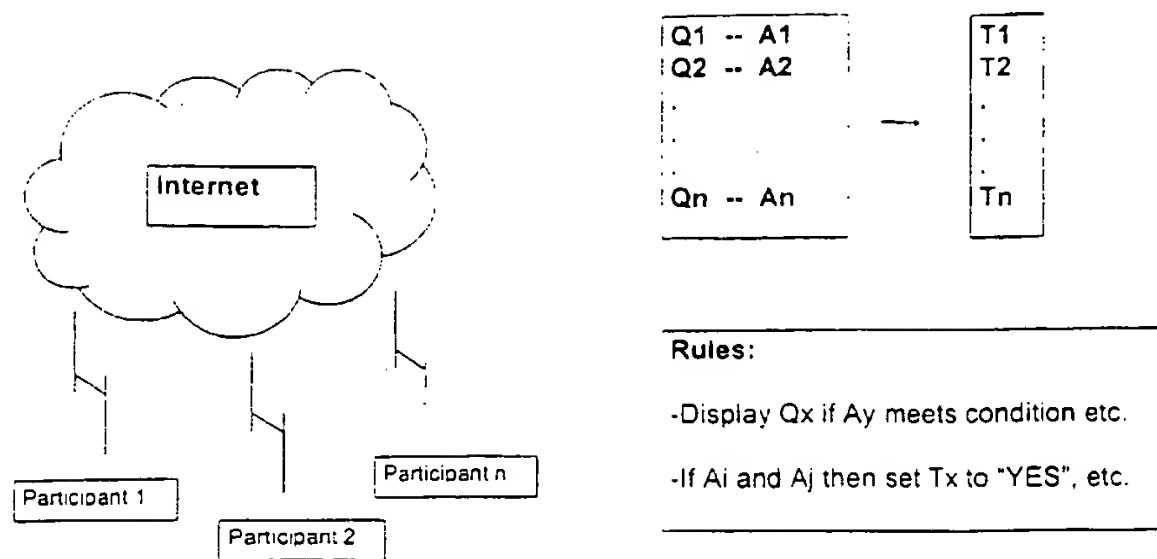 Internet
Participant 1
Participant 2
Participant n
Q1 -- A1
Q2 -- A2
.
.
.
Qn -- An
T1
T2
.
.
.
Tn
Rules:
-Display Qx if Ay meets condition etc.
-If Ai and Aj then set Tx to "YES", etc.